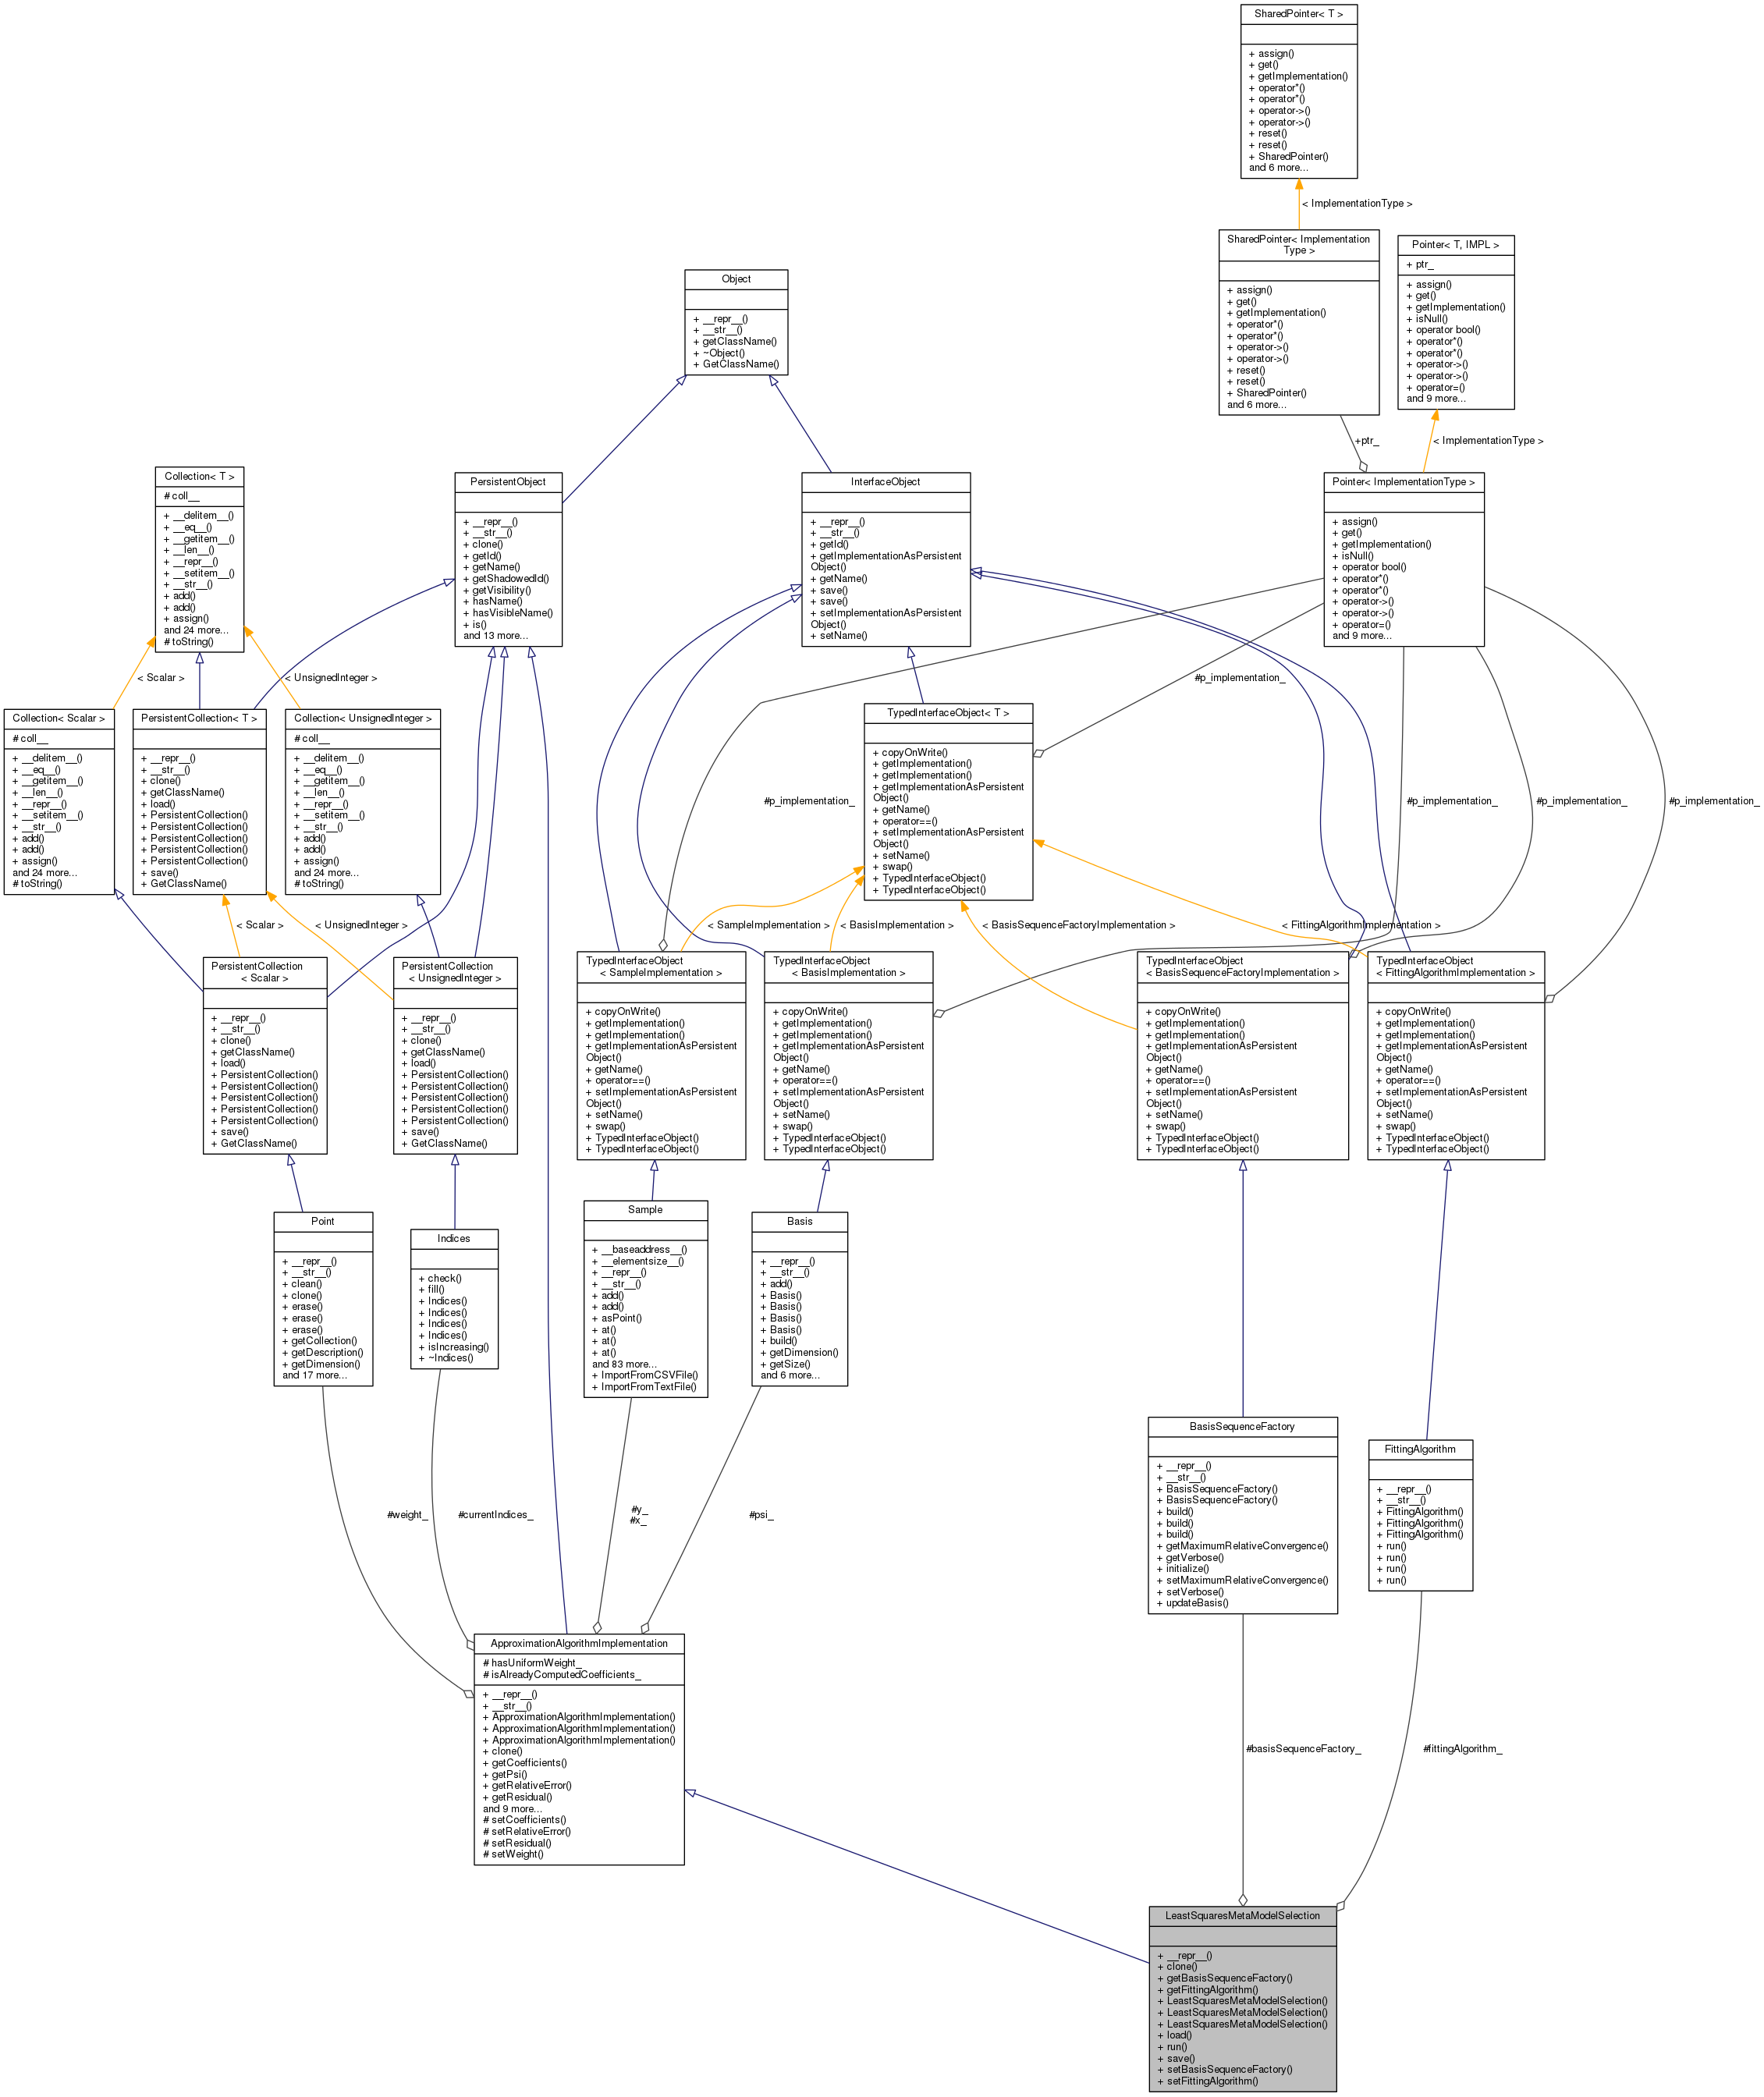 SharedPointer< T >
+ assign()
+ get()
+ getImplementation()
+ operator*()
+ operator*()
+ operator->()
+ operator->()
+ reset()
+ reset()
+ SharedPointer()
and 6 more...
< ImplementationType >
SharedPointer< Implementation
Type >
+ assign()
+ get()
+ getImplementation()
+ operator*()
+ operator*()
+ operator->()
+ operator->()
+ reset()
+ reset()
+ SharedPointer()
and 6 more...
Pointer< T, IMPL >
+ ptr_
+ assign()
+ get()
+ getImplementation()
+ isNull()
+ operator bool()
+ operator*()
+ operator*()
+ operator->()
+ operator->()
+ operator=()
and 9 more...
Object
+ __repr__()
+ __str__()
+ getClassName()
+ ~Object()
+ GetClassName()
+ptr_
< ImplementationType >
Collection< T >
# coll__
+ __delitem__()
+ __eq__()
+ __getitem__()
+ __len__()
+ __repr__()
+ __setitem__()
+ __str__()
+ add()
+ add()
+ assign()
and 24 more...
# toString()
PersistentObject
+ __repr__()
+ __str__()
+ clone()
+ getId()
+ getName()
+ getShadowedId()
+ getVisibility()
+ hasName()
+ hasVisibleName()
+ is()
and 13 more...
InterfaceObject
+ __repr__()
+ __str__()
+ getId()
+ getImplementationAsPersistent
Object()
+ getName()
+ save()
+ save()
+ setImplementationAsPersistent
Object()
+ setName()
Pointer< ImplementationType >
+ assign()
+ get()
+ getImplementation()
+ isNull()
+ operator bool()
+ operator*()
+ operator*()
+ operator->()
+ operator->()
+ operator=()
and 9 more...
< Scalar >
< UnsignedInteger >
#p_implementation_
Collection< Scalar >
# coll__
+ __delitem__()
+ __eq__()
+ __getitem__()
+ __len__()
+ __repr__()
+ __setitem__()
+ __str__()
+ add()
+ add()
+ assign()
and 24 more...
# toString()
PersistentCollection< T >
+ __repr__()
+ __str__()
+ clone()
+ getClassName()
+ load()
+ PersistentCollection()
+ PersistentCollection()
+ PersistentCollection()
+ PersistentCollection()
+ PersistentCollection()
+ save()
+ GetClassName()
Collection< UnsignedInteger >
# coll__
+ __delitem__()
+ __eq__()
+ __getitem__()
+ __len__()
+ __repr__()
+ __setitem__()
+ __str__()
+ add()
+ add()
+ assign()
and 24 more...
# toString()
TypedInterfaceObject< T >
+ copyOnWrite()
+ getImplementation()
+ getImplementation()
+ getImplementationAsPersistent
Object()
+ getName()
+ operator==()
+ setImplementationAsPersistent
Object()
+ setName()
+ swap()
+ TypedInterfaceObject()
+ TypedInterfaceObject()
#p_implementation_
#p_implementation_
#p_implementation_
#p_implementation_
< Scalar >
< UnsignedInteger >
< SampleImplementation >
< BasisImplementation >
< BasisSequenceFactoryImplementation >
< FittingAlgorithmImplementation >
PersistentCollection
< Scalar >
+ __repr__()
+ __str__()
+ clone()
+ getClassName()
+ load()
+ PersistentCollection()
+ PersistentCollection()
+ PersistentCollection()
+ PersistentCollection()
+ PersistentCollection()
+ save()
+ GetClassName()
PersistentCollection
< UnsignedInteger >
+ __repr__()
+ __str__()
+ clone()
+ getClassName()
+ load()
+ PersistentCollection()
+ PersistentCollection()
+ PersistentCollection()
+ PersistentCollection()
+ PersistentCollection()
+ save()
+ GetClassName()
TypedInterfaceObject
< SampleImplementation >
+ copyOnWrite()
+ getImplementation()
+ getImplementation()
+ getImplementationAsPersistent
Object()
+ getName()
+ operator==()
+ setImplementationAsPersistent
Object()
+ setName()
+ swap()
+ TypedInterfaceObject()
+ TypedInterfaceObject()
TypedInterfaceObject
< BasisImplementation >
+ copyOnWrite()
+ getImplementation()
+ getImplementation()
+ getImplementationAsPersistent
Object()
+ getName()
+ operator==()
+ setImplementationAsPersistent
Object()
+ setName()
+ swap()
+ TypedInterfaceObject()
+ TypedInterfaceObject()
TypedInterfaceObject
< BasisSequenceFactoryImplementation >
+ copyOnWrite()
+ getImplementation()
+ getImplementation()
+ getImplementationAsPersistent
Object()
+ getName()
+ operator==()
+ setImplementationAsPersistent
Object()
+ setName()
+ swap()
+ TypedInterfaceObject()
+ TypedInterfaceObject()
TypedInterfaceObject
< FittingAlgorithmImplementation >
+ copyOnWrite()
+ getImplementation()
+ getImplementation()
+ getImplementationAsPersistent
Object()
+ getName()
+ operator==()
+ setImplementationAsPersistent
Object()
+ setName()
+ swap()
+ TypedInterfaceObject()
+ TypedInterfaceObject()
Point
+ __repr__()
+ __str__()
+ clean()
+ clone()
+ erase()
+ erase()
+ erase()
+ getCollection()
+ getDescription()
+ getDimension()
and 17 more...
Indices
+ check()
+ fill()
+ Indices()
+ Indices()
+ Indices()
+ Indices()
+ isIncreasing()
+ ~Indices()
Sample
+ __baseaddress__()
+ __elementsize__()
+ __repr__()
+ __str__()
+ add()
+ add()
+ asPoint()
+ at()
+ at()
+ at()
and 83 more...
+ ImportFromCSVFile()
+ ImportFromTextFile()
Basis
+ __repr__()
+ __str__()
+ add()
+ Basis()
+ Basis()
+ Basis()
+ Basis()
+ build()
+ getDimension()
+ getSize()
and 6 more...
BasisSequenceFactory
+ __repr__()
+ __str__()
+ BasisSequenceFactory()
+ BasisSequenceFactory()
+ build()
+ build()
+ build()
+ getMaximumRelativeConvergence()
+ getVerbose()
+ initialize()
+ setMaximumRelativeConvergence()
+ setVerbose()
+ updateBasis()
FittingAlgorithm
+ __repr__()
+ __str__()
+ FittingAlgorithm()
+ FittingAlgorithm()
+ FittingAlgorithm()
+ run()
+ run()
+ run()
+ run()
#weight_
#currentIndices_
#y_
#x_
#psi_
ApproximationAlgorithmImplementation
# hasUniformWeight_
# isAlreadyComputedCoefficients_
+ __repr__()
+ __str__()
+ ApproximationAlgorithmImplementation()
+ ApproximationAlgorithmImplementation()
+ ApproximationAlgorithmImplementation()
+ clone()
+ getCoefficients()
+ getPsi()
+ getRelativeError()
+ getResidual()
and 9 more...
# setCoefficients()
# setRelativeError()
# setResidual()
# setWeight()
#basisSequenceFactory_
#fittingAlgorithm_
LeastSquaresMetaModelSelection
+ __repr__()
+ clone()
+ getBasisSequenceFactory()
+ getFittingAlgorithm()
+ LeastSquaresMetaModelSelection()
+ LeastSquaresMetaModelSelection()
+ LeastSquaresMetaModelSelection()
+ load()
+ run()
+ save()
+ setBasisSequenceFactory()
+ setFittingAlgorithm()